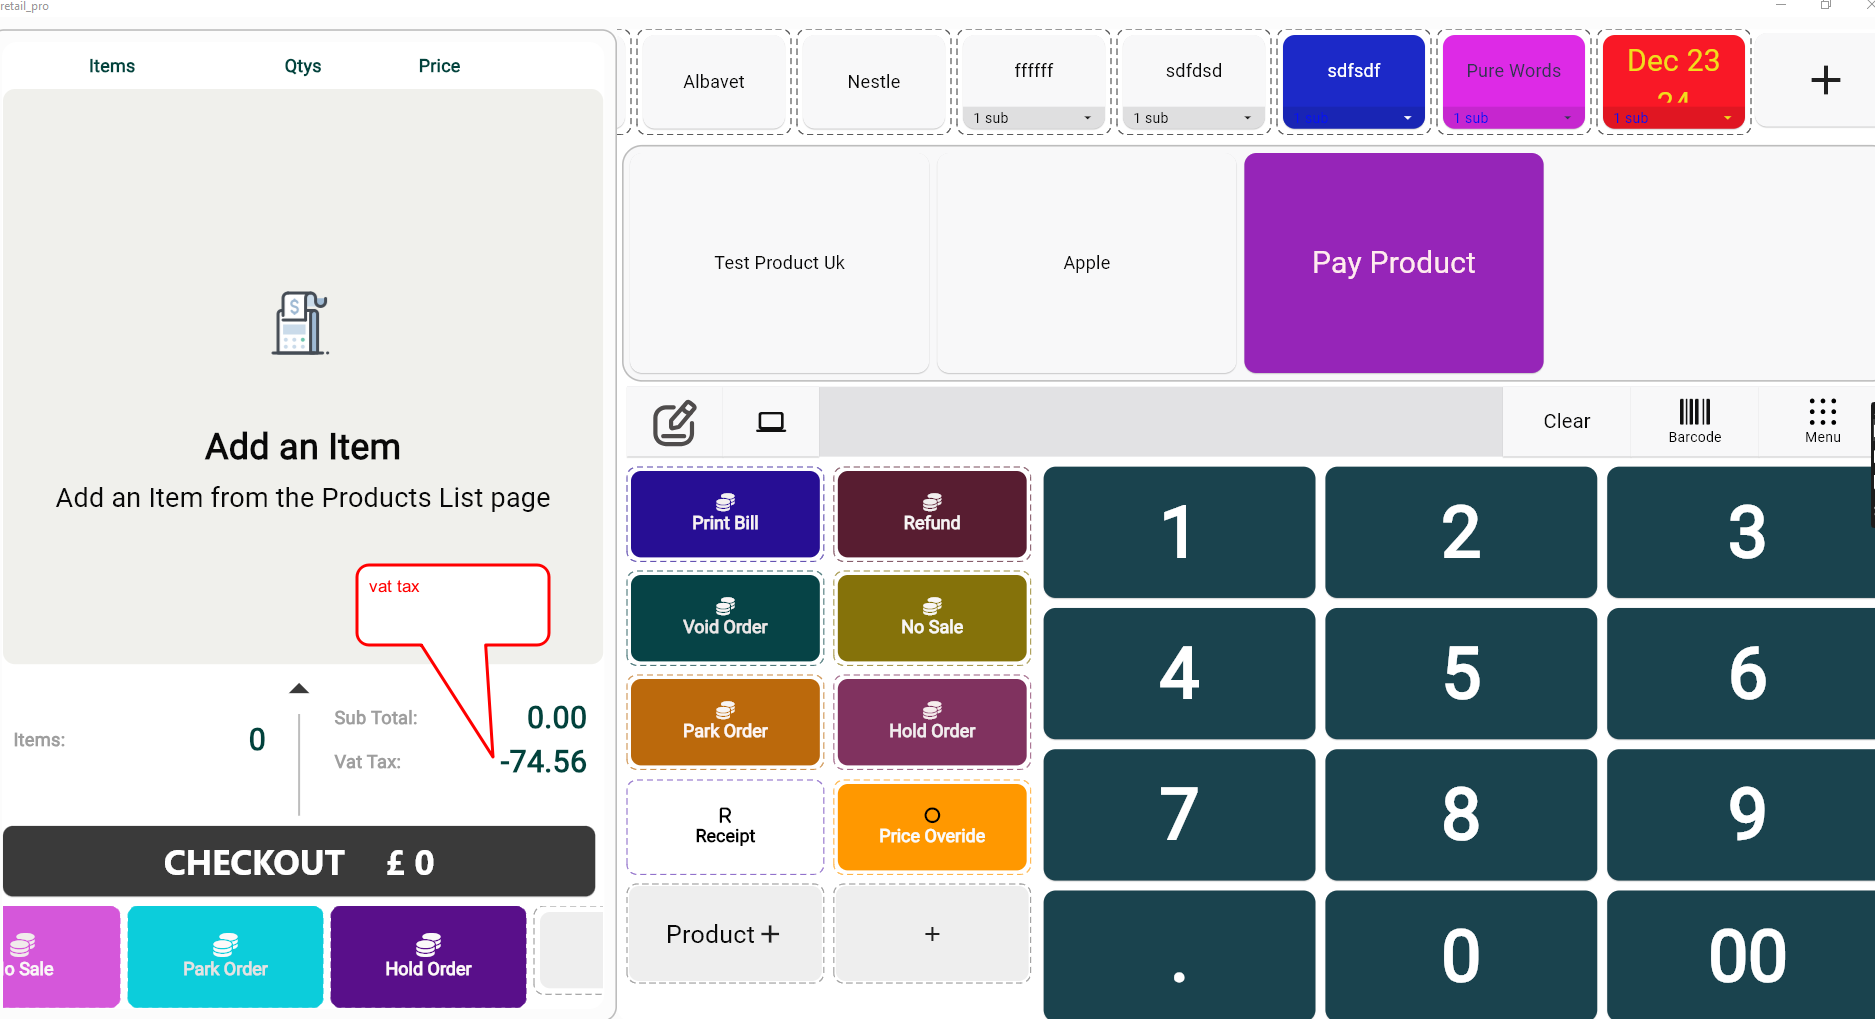 retail_pro
Items Qtys Price
Albavet
Nestle
ffffff
1 sub
sdfdsd
1 sub
sdfsdf
1 sub
Pure Words
1 sub
Dec 23
24
1 sub
+
Test Product Uk
Apple
Pay Product
Add an Item
Add an Item from the Products List page
vat tax
Items: 0
Sub Total: 0.00
Vat Tax: -74.56
CHECKOUT £ 0
o Sale
Park Order
Hold Order
Clear
Barcode
Menu
Print Bill
Refund
Void Order
No Sale
Park Order
Hold Order
R
Receipt
O
Price Overide
Product +
+
1 2 3
4 5 6
7 8 9
. 0 00